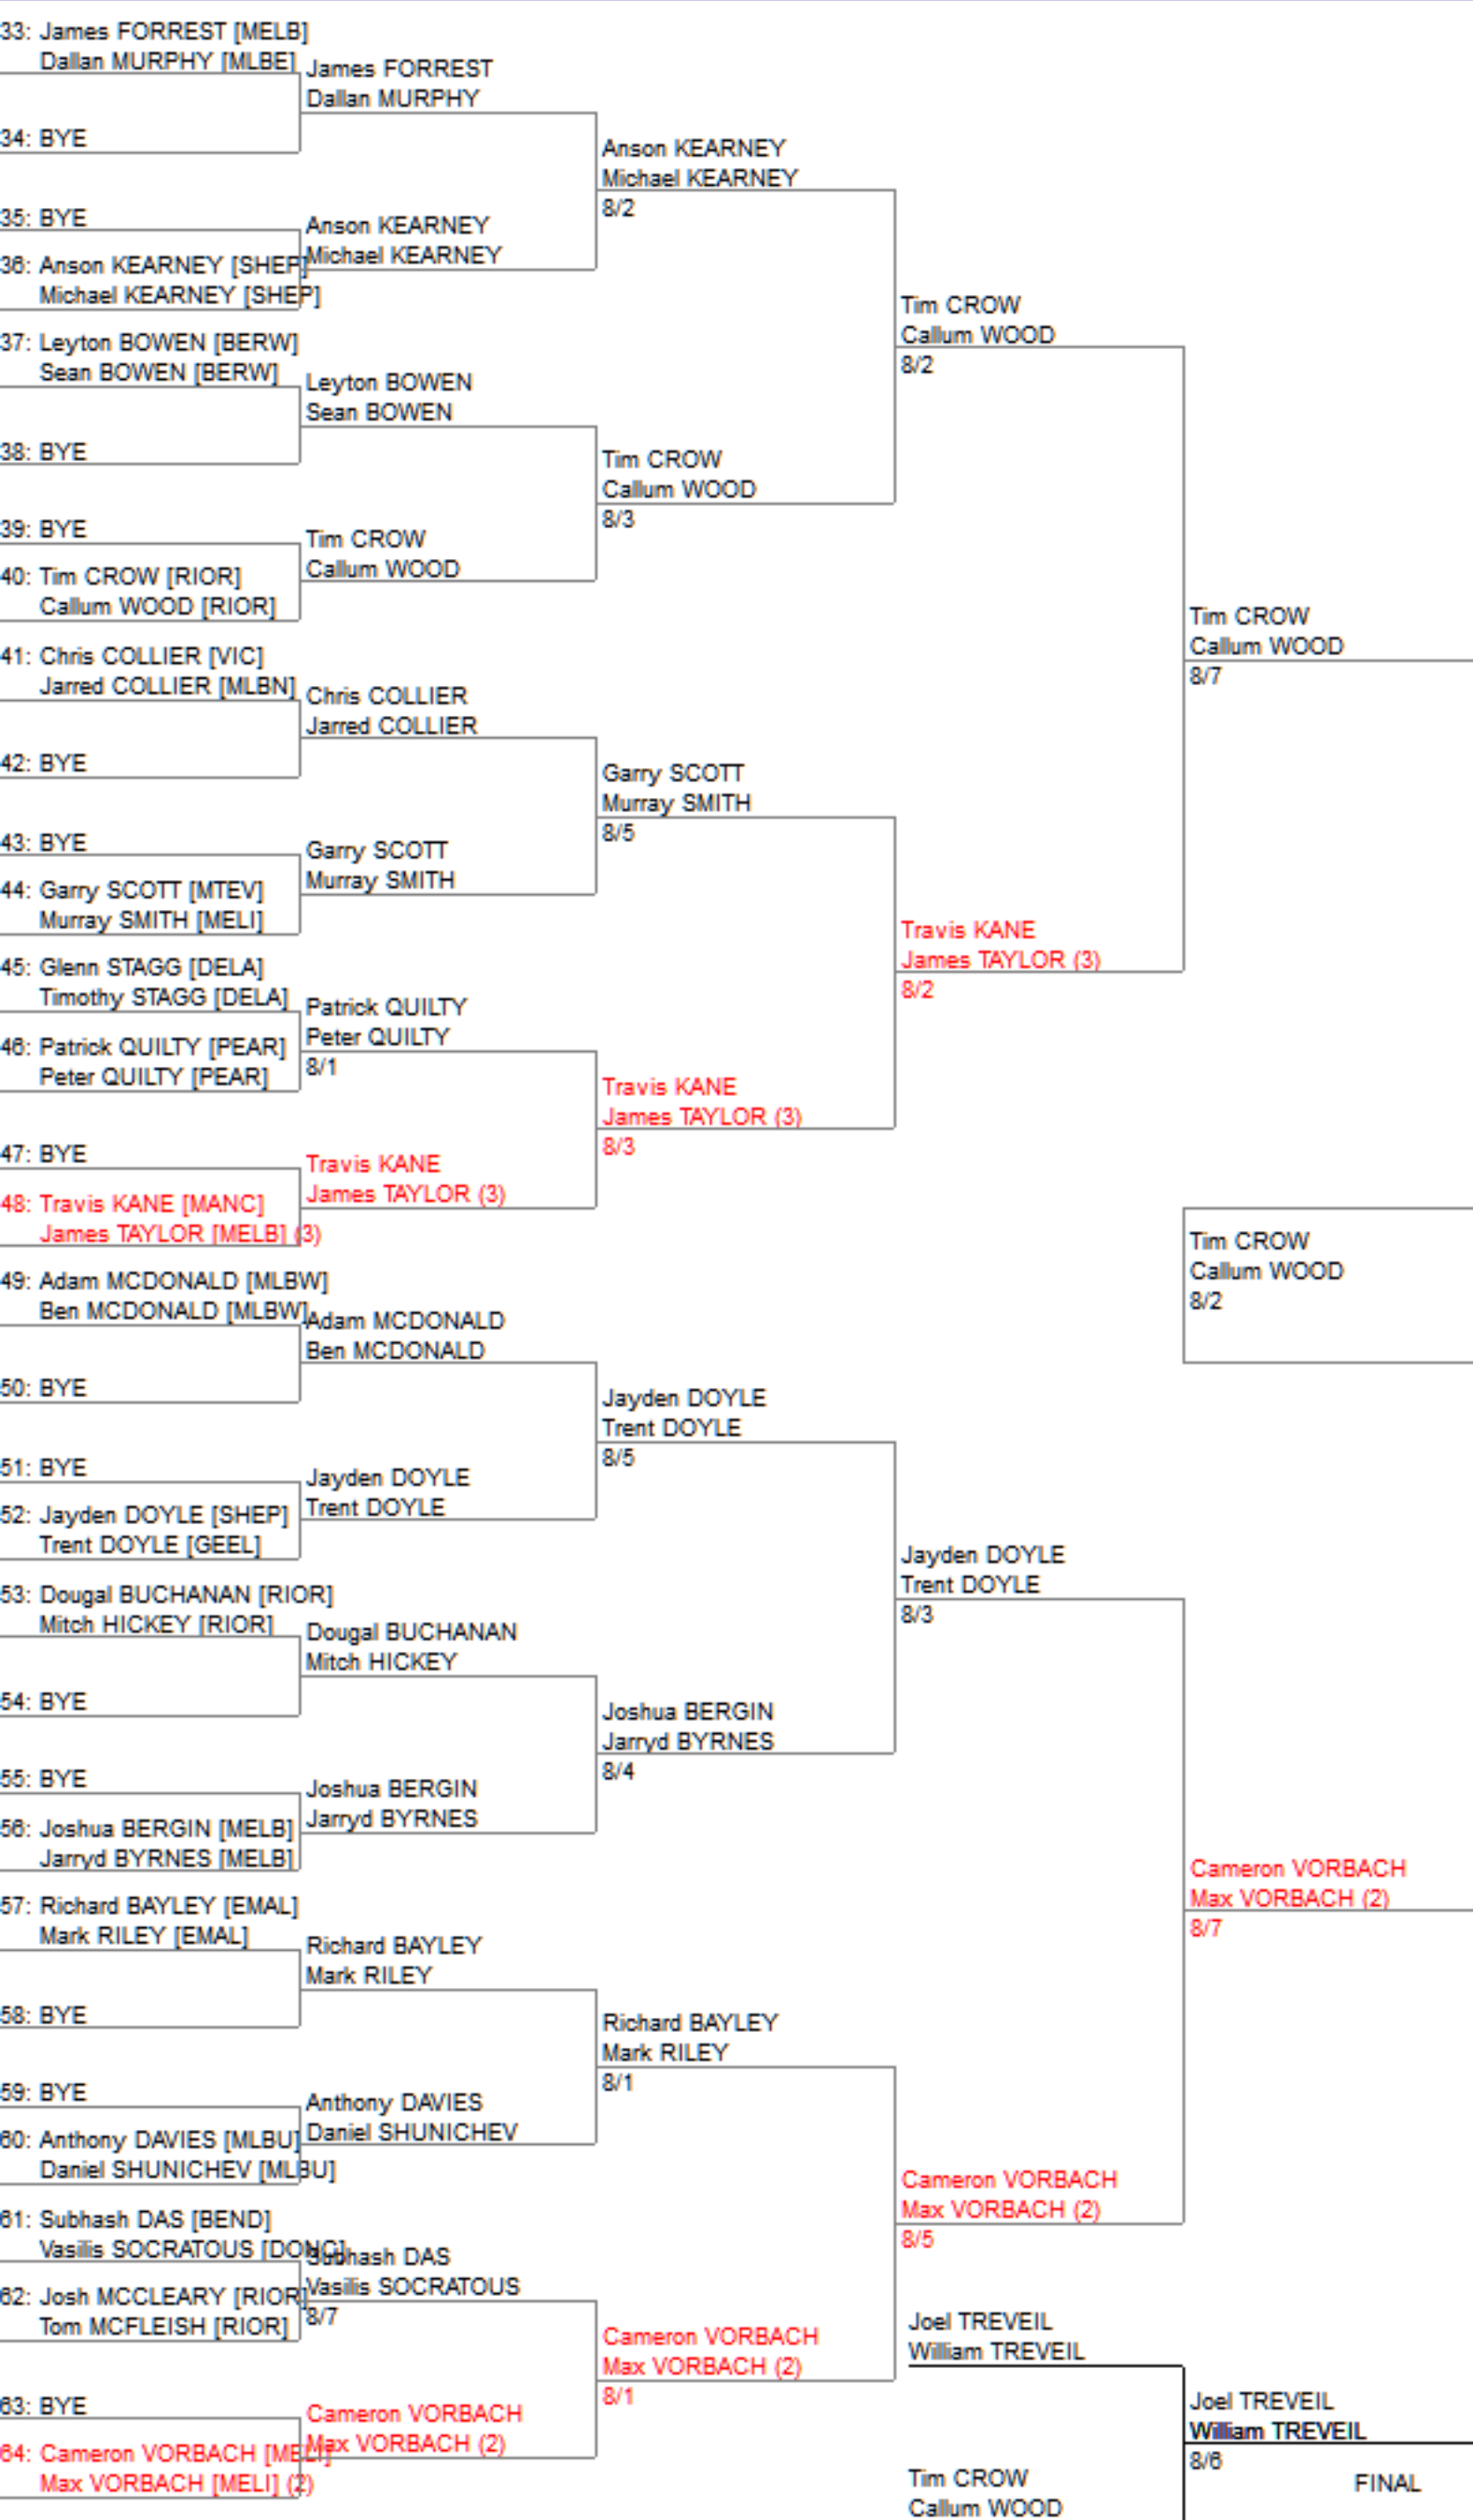 33: James FORREST [MELB]
Dallan MURPHY [MLBE]
34: BYE
35: BYE
36: Anson KEARNEY [SHEP]
Michael KEARNEY [SHEP]
37: Leyton BOWEN [BERW]
Sean BOWEN [BERW]
38: BYE
39: BYE
40: Tim CROW [RIOR]
Callum WOOD [RIOR]
41: Chris COLLIER [VIC]
Jarred COLLIER [MLBN]
42: BYE
43: BYE
44: Garry SCOTT [MTEV]
Murray SMITH [MELI]
45: Glenn STAGG [DELA]
Timothy STAGG [DELA]
46: Patrick QUILTY [PEAR]
Peter QUILTY [PEAR]
47: BYE
48: Travis KANE [MANC]
James TAYLOR [MELB] (3)
49: Adam MCDONALD [MLBW]
Ben MCDONALD [MLBW]
50: BYE
51: BYE
52: Jayden DOYLE [SHEP]
Trent DOYLE [GEEL]
53: Dougal BUCHANAN [RIOR]
Mitch HICKEY [RIOR]
54: BYE
55: BYE
56: Joshua BERGIN [MELB]
Jarryd BYRNES [MELB]
57: Richard BAYLEY [EMAL]
Mark RILEY [EMAL]
58: BYE
59: BYE
60: Anthony DAVIES [MLBU]
Daniel SHUNICHEV [MLBU]
61: Subhash DAS [BEND]
Vasilis SOCRATOUS [DONC]
62: Josh MCCLEARY [RIOR]
Tom MCFLEISH [RIOR]
63: BYE
64: Cameron VORBACH [MELI]
Max VORBACH [MELI] (2)
James FORREST
Dallan MURPHY
Anson KEARNEY
Michael KEARNEY
Leyton BOWEN
Sean BOWEN
Tim CROW
Callum WOOD
Chris COLLIER
Jarred COLLIER
Garry SCOTT
Murray SMITH
Patrick QUILTY
Peter QUILTY
8/1
Travis KANE
James TAYLOR (3)
Adam MCDONALD
Ben MCDONALD
Jayden DOYLE
Trent DOYLE
Dougal BUCHANAN
Mitch HICKEY
Joshua BERGIN
Jarryd BYRNES
Richard BAYLEY
Mark RILEY
Anthony DAVIES
Daniel SHUNICHEV
Subhash DAS
Vasilis SOCRATOUS
8/7
Cameron VORBACH
Max VORBACH (2)
Anson KEARNEY
Michael KEARNEY
8/2
Tim CROW
Callum WOOD
8/3
Garry SCOTT
Murray SMITH
8/5
Travis KANE
James TAYLOR (3)
8/3
Jayden DOYLE
Trent DOYLE
8/5
Joshua BERGIN
Jarryd BYRNES
8/4
Richard BAYLEY
Mark RILEY
8/1
Cameron VORBACH
Max VORBACH (2)
8/1
Tim CROW
Callum WOOD
8/2
Travis KANE
James TAYLOR (3)
8/2
Jayden DOYLE
Trent DOYLE
8/3
Cameron VORBACH
Max VORBACH (2)
8/5
Joel TREVEIL
William TREVEIL
Tim CROW
Callum WOOD
Tim CROW
Callum WOOD
8/7
Tim CROW
Callum WOOD
8/2
Cameron VORBACH
Max VORBACH (2)
8/7
Joel TREVEIL
William TREVEIL
8/6
FINAL